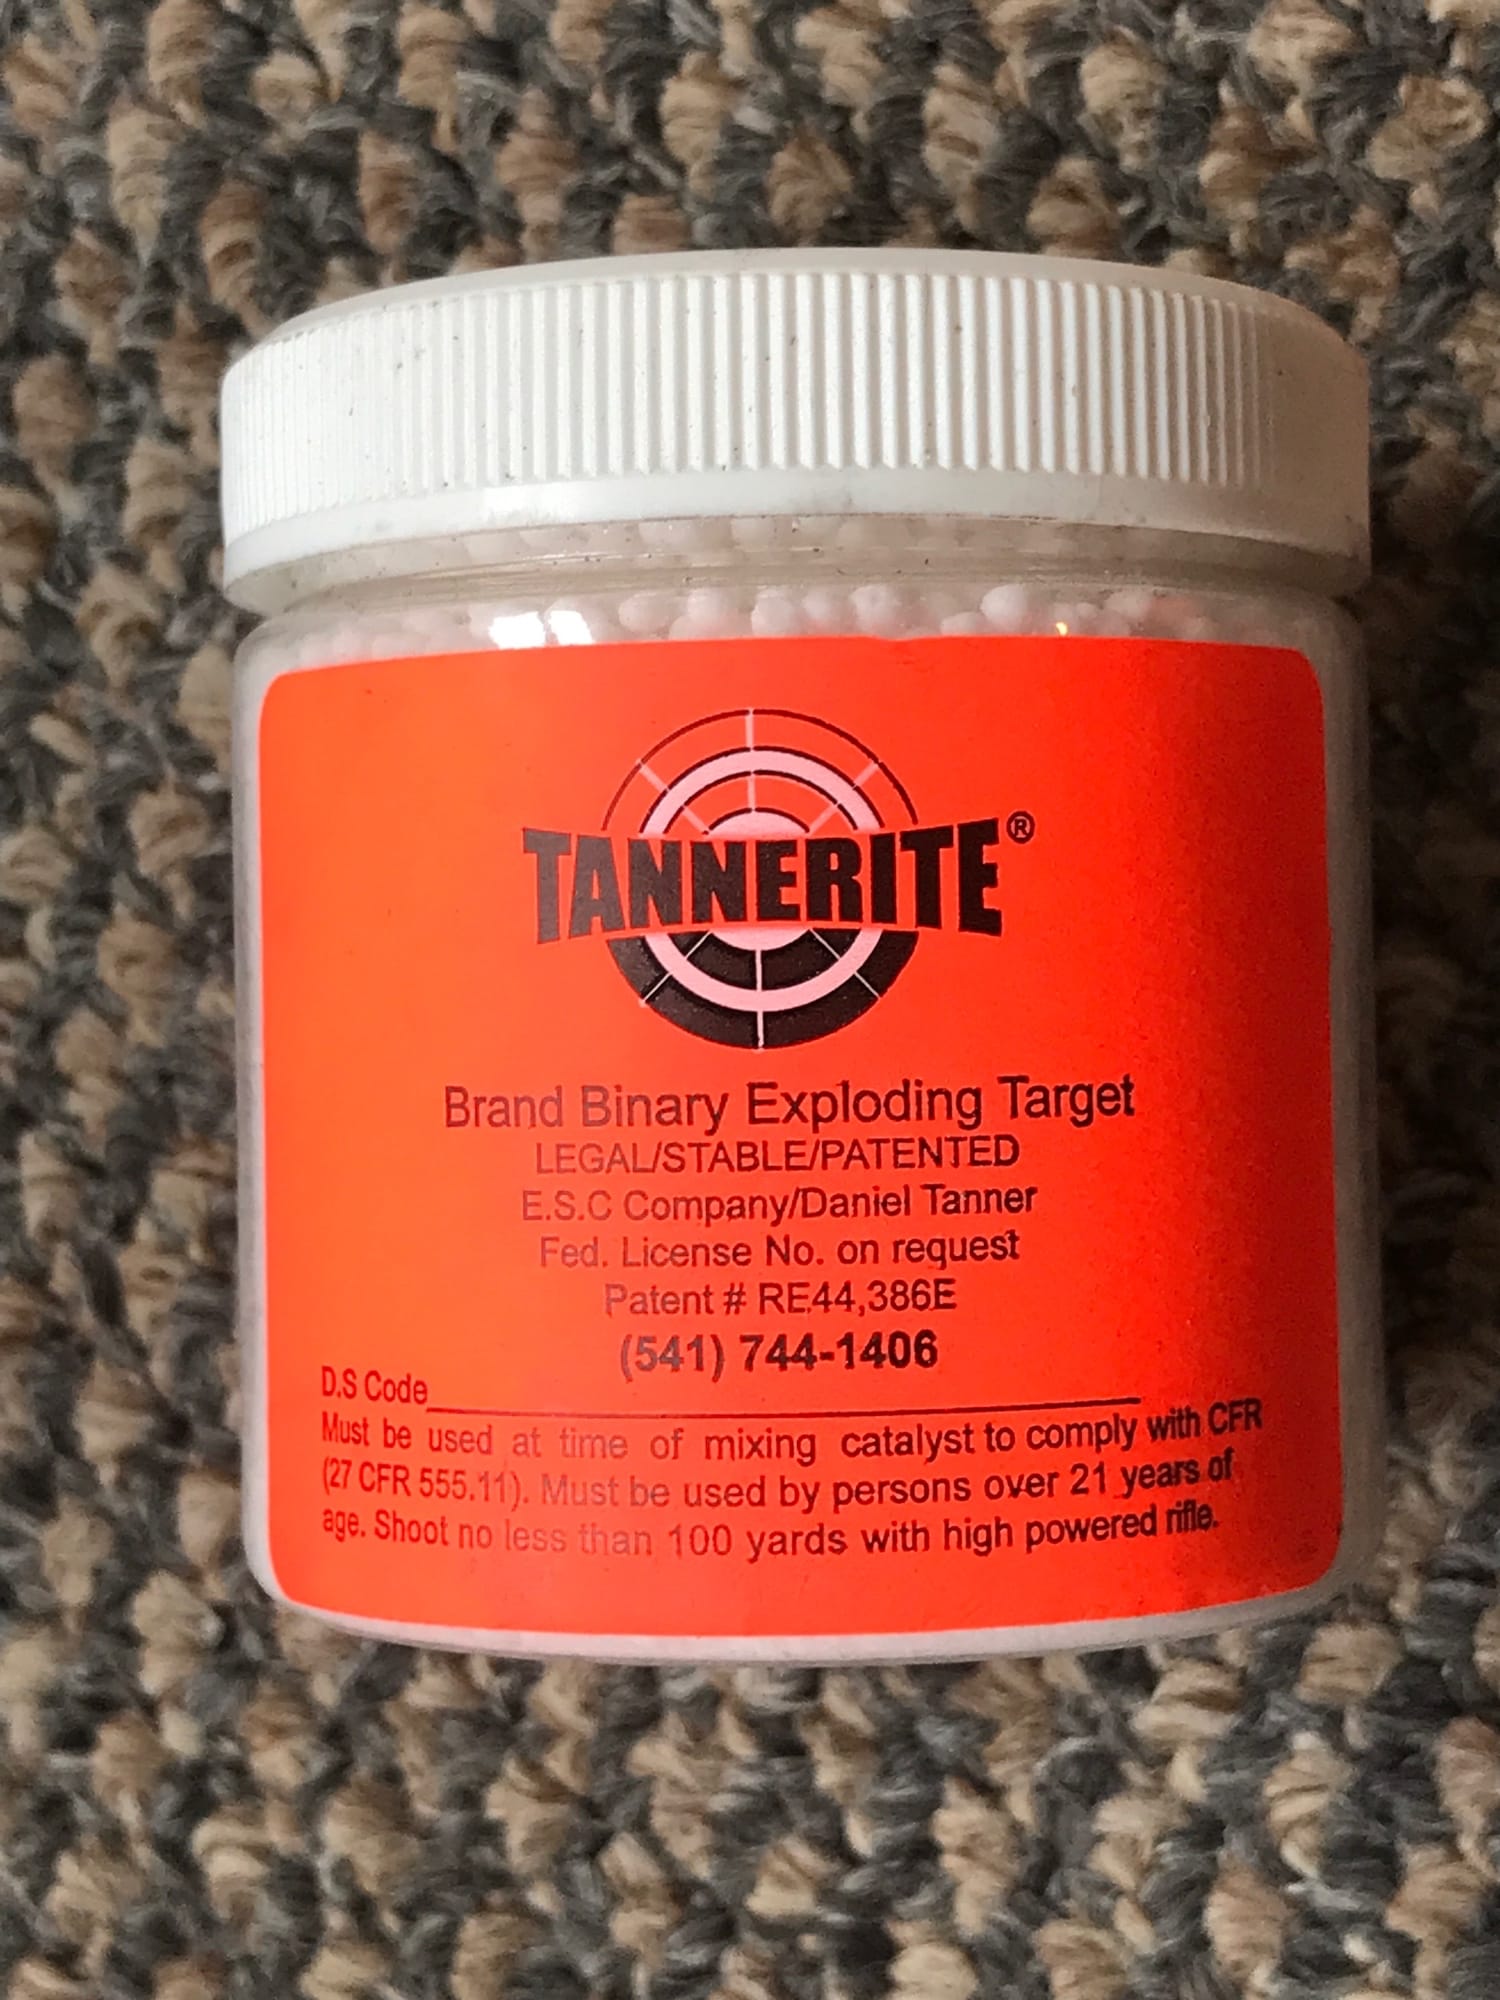 TANNERITE®
Brand Binary Exploding Target
LEGAL/STABLE/PATENTED
E.S.C Company/Daniel Tanner
Fed. License No. on request
Patent # RE44,386E
(541) 744-1406
D.S Code
Must be used at time of mixing catalyst to comply with CFR
(27 CFR 555.11). Must be used by persons over 21 years of
age. Shoot no less than 100 yards with high powered rifle.